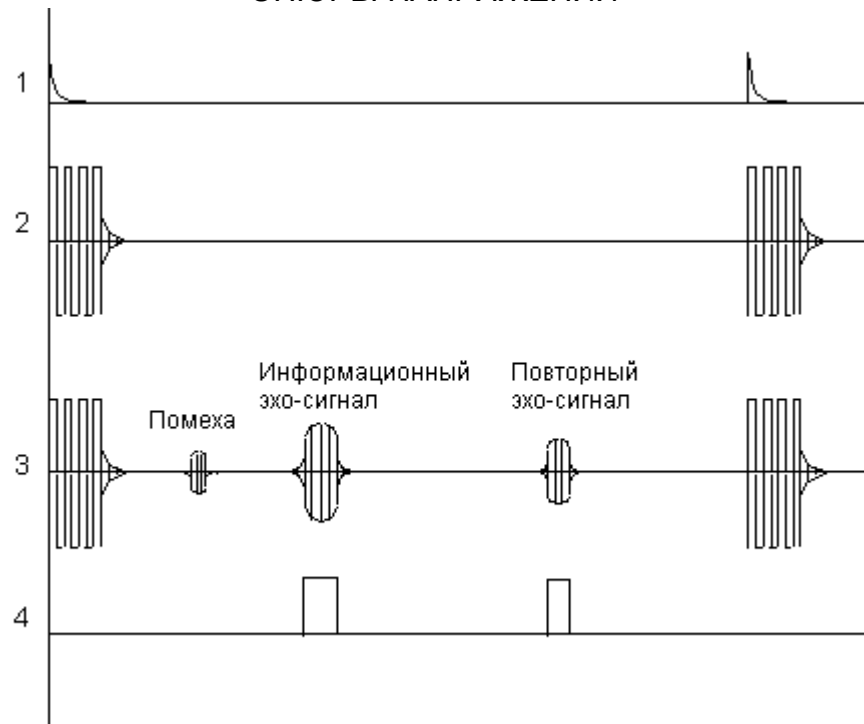 1
2
Информационный
эхо-сигнал
Повторный
эхо-сигнал
Помеха
3
4